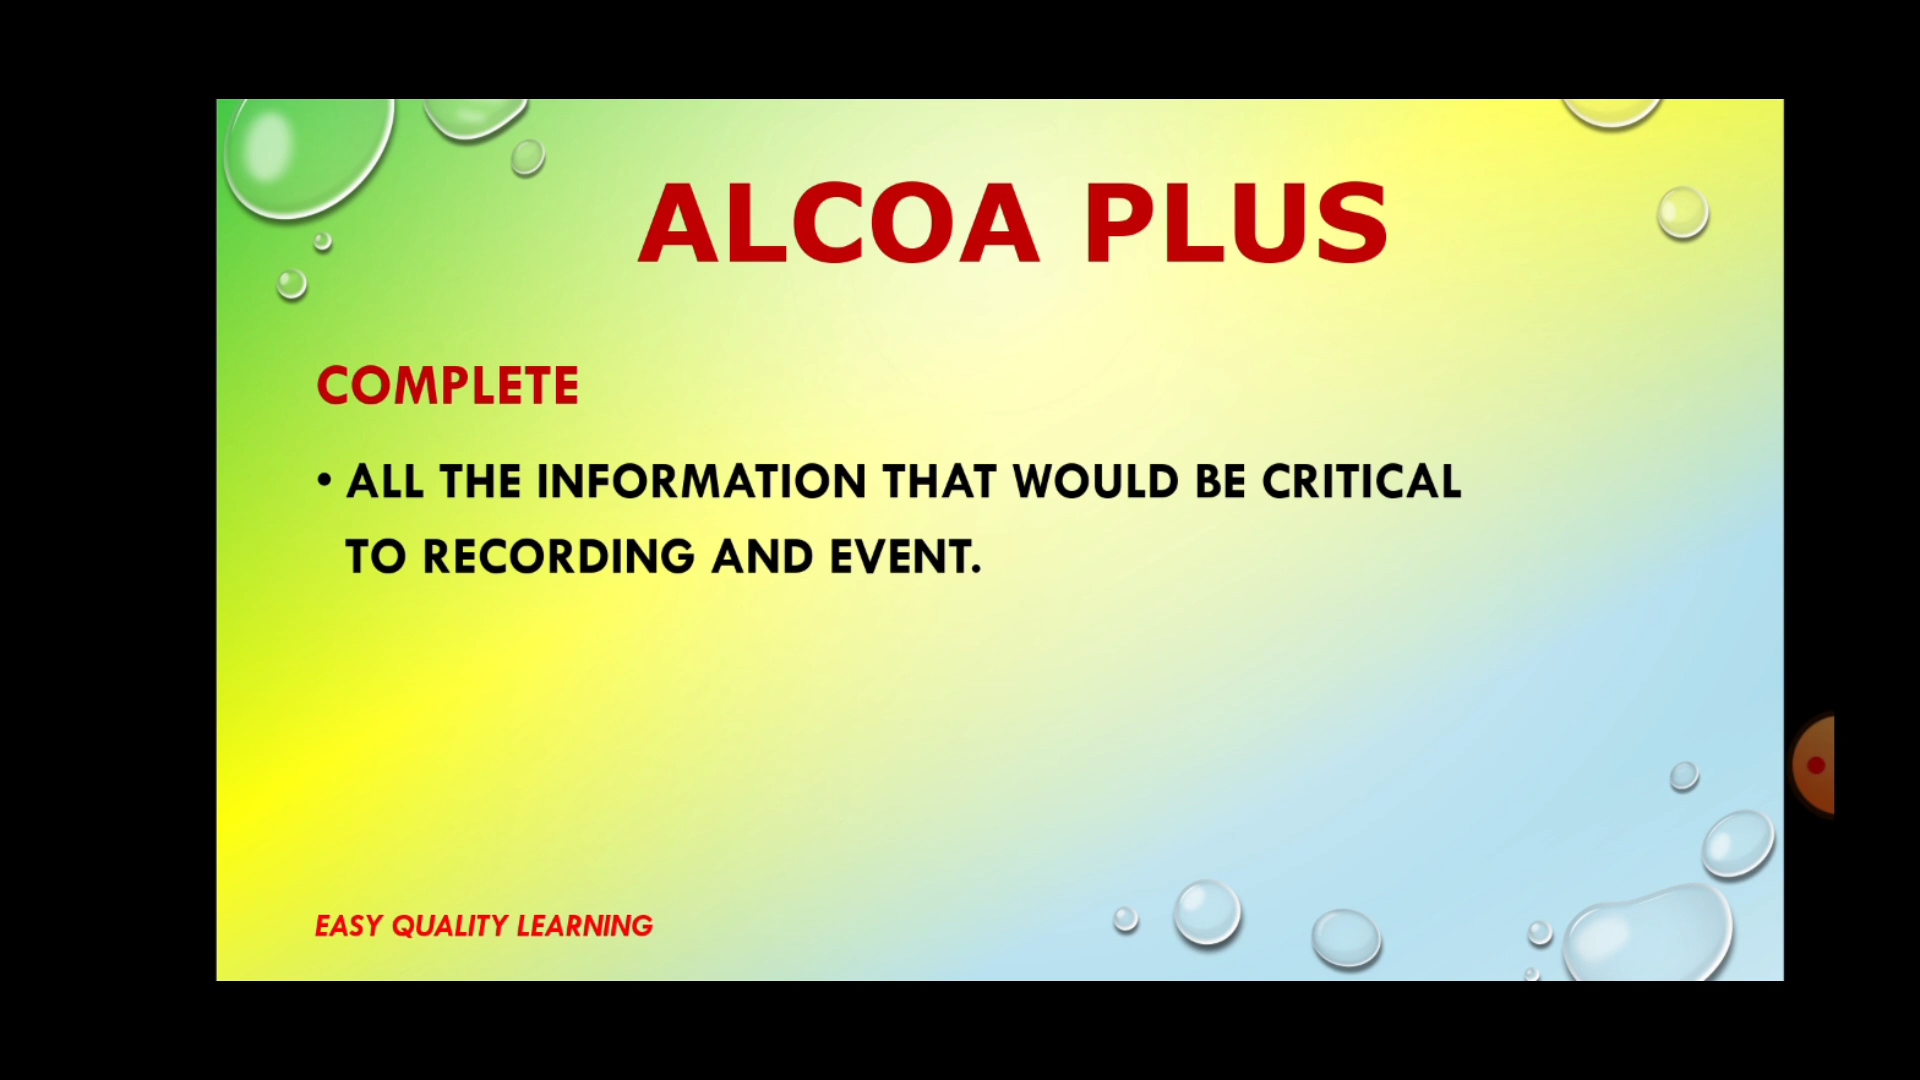 ALCOA PLUS
COMPLETE
• ALL THE INFORMATION THAT WOULD BE CRITICAL
TO RECORDING AND EVENT.
EASY QUALITY LEARNING